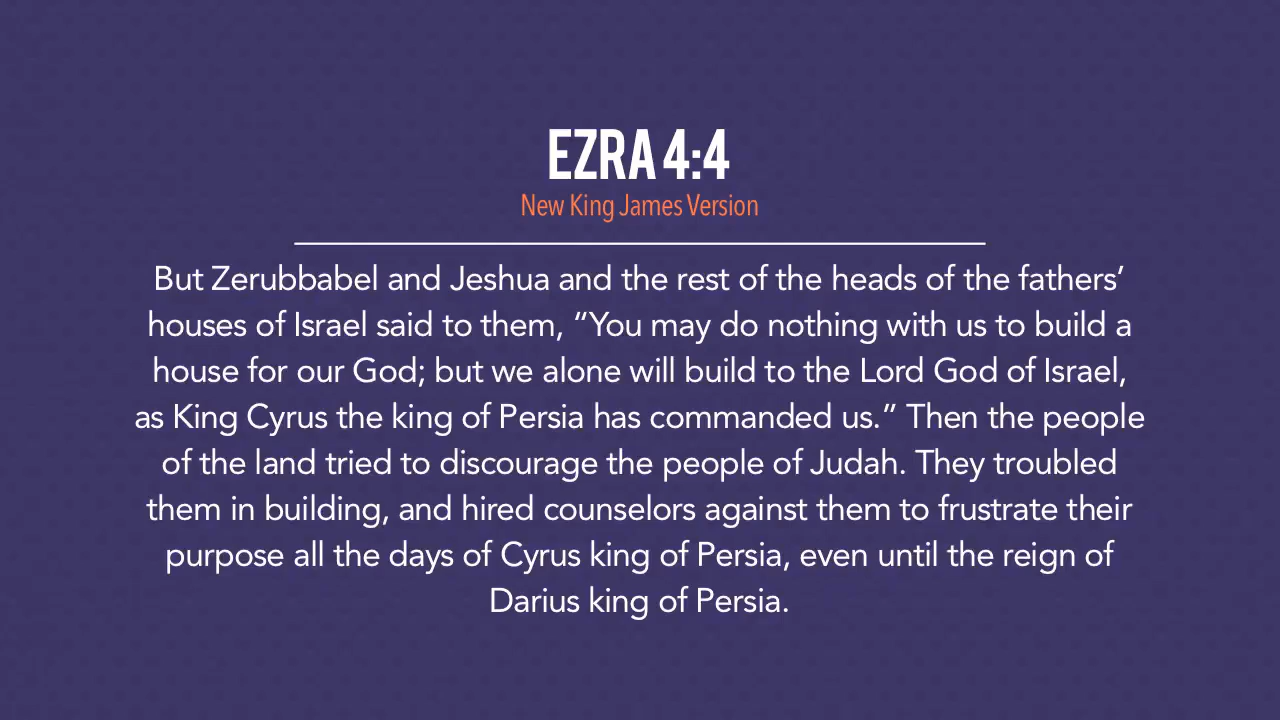 EZRA 4:4
New King James Version
But Zerubbabel and Jeshua and the rest of the heads of the fathers’
houses of Israel said to them, “You may do nothing with us to build a
house for our God; but we alone will build to the Lord God of Israel,
as King Cyrus the king of Persia has commanded us.” Then the people
of the land tried to discourage the people of Judah. They troubled
them in building, and hired counselors against them to frustrate their
purpose all the days of Cyrus king of Persia, even until the reign of
Darius king of Persia.